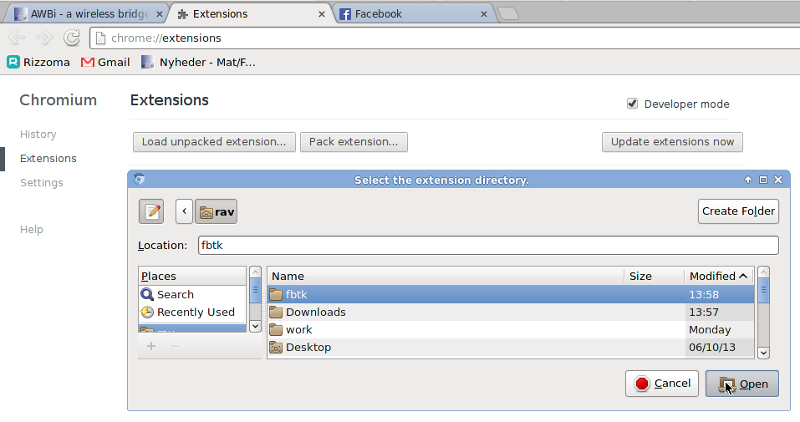 AWBi - a wireless bridge
Extensions
Facebook
chrome://extensions
Rizzoma
Gmail
Nyheder - Mat/F...
Chromium
Extensions
Developer mode
History
Extensions
Settings
Help
Load unpacked extension...
Pack extension...
Update extensions now
Select the extension directory.
rav
Create Folder
Location:
fbtk
Places
Search
Recently Used
Name Size Modified
fbtk 13:58
Downloads 13:57
work Monday
Desktop 06/10/13
Cancel
Open